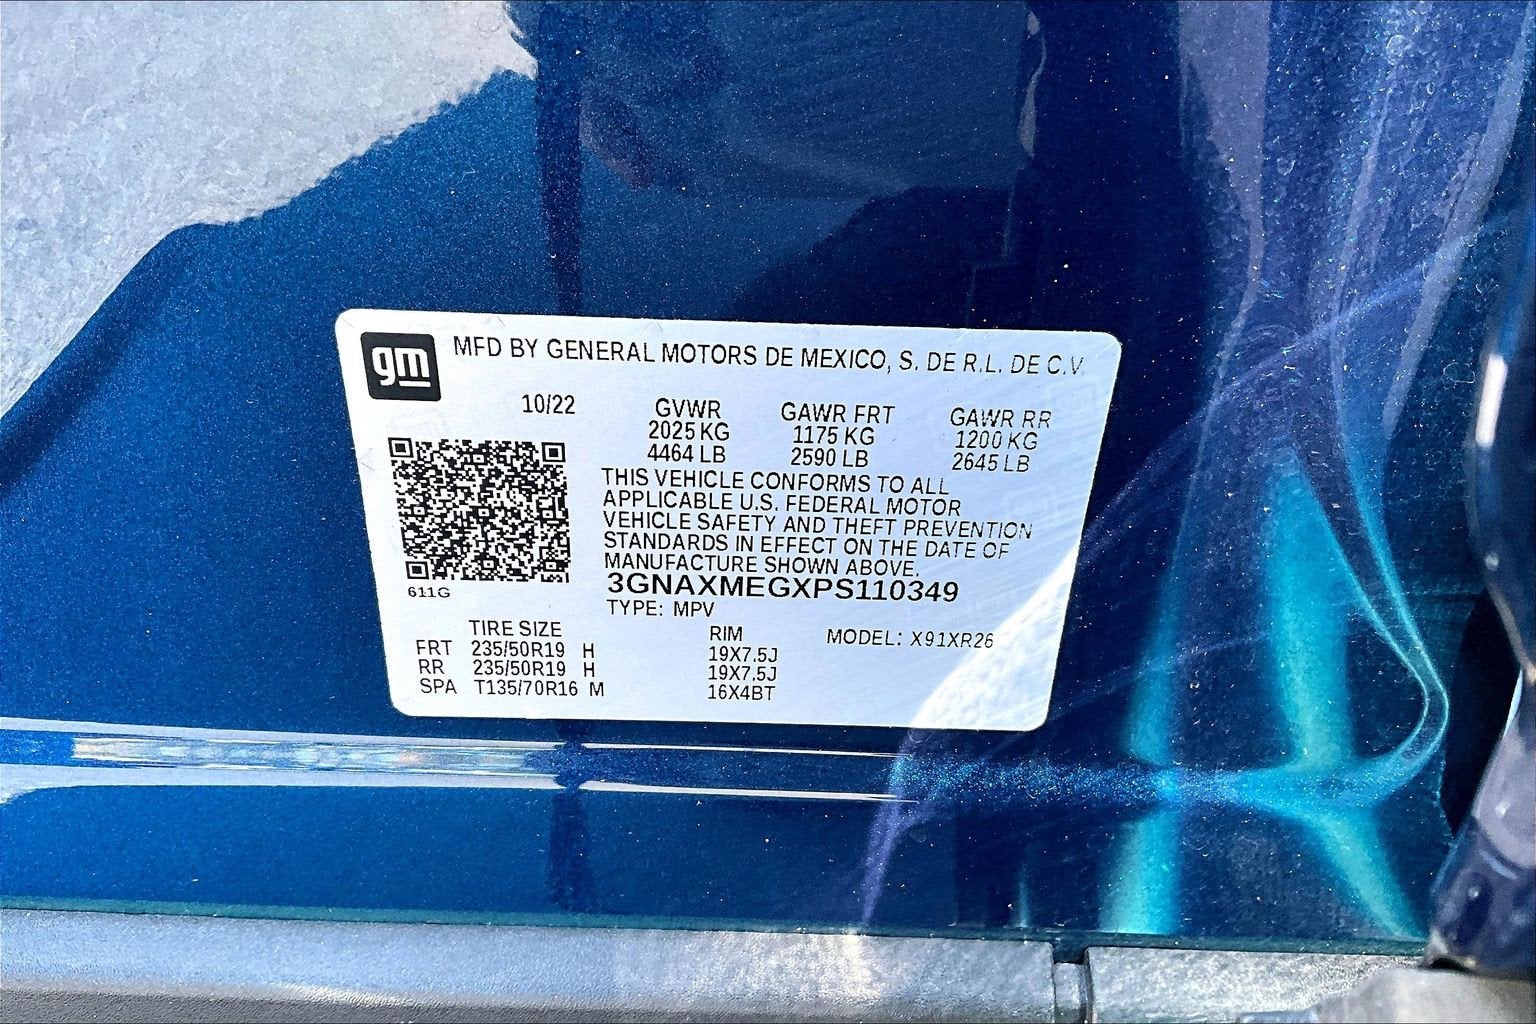 gm MFD BY GENERAL MOTORS DE MEXICO, S. DE R.L. DE C.V.
10/22 GVWR GAWR FRT GAWR RR
2025 KG 1175 KG 1200 KG
4464 LB 2590 LB 2645 LB
THIS VEHICLE CONFORMS TO ALL
APPLICABLE U.S. FEDERAL MOTOR
VEHICLE SAFETY AND THEFT PREVENTION
STANDARDS IN EFFECT ON THE DATE OF
MANUFACTURE SHOWN ABOVE.
611G 3GNAXMEGXPS110349
TYPE: MPV
TIRE SIZE RIM MODEL: X91XR26
FRT 235/50R19 H 19X7.5J
RR 235/50R19 H 19X7.5J
SPA T135/70R16 M 16X4BT